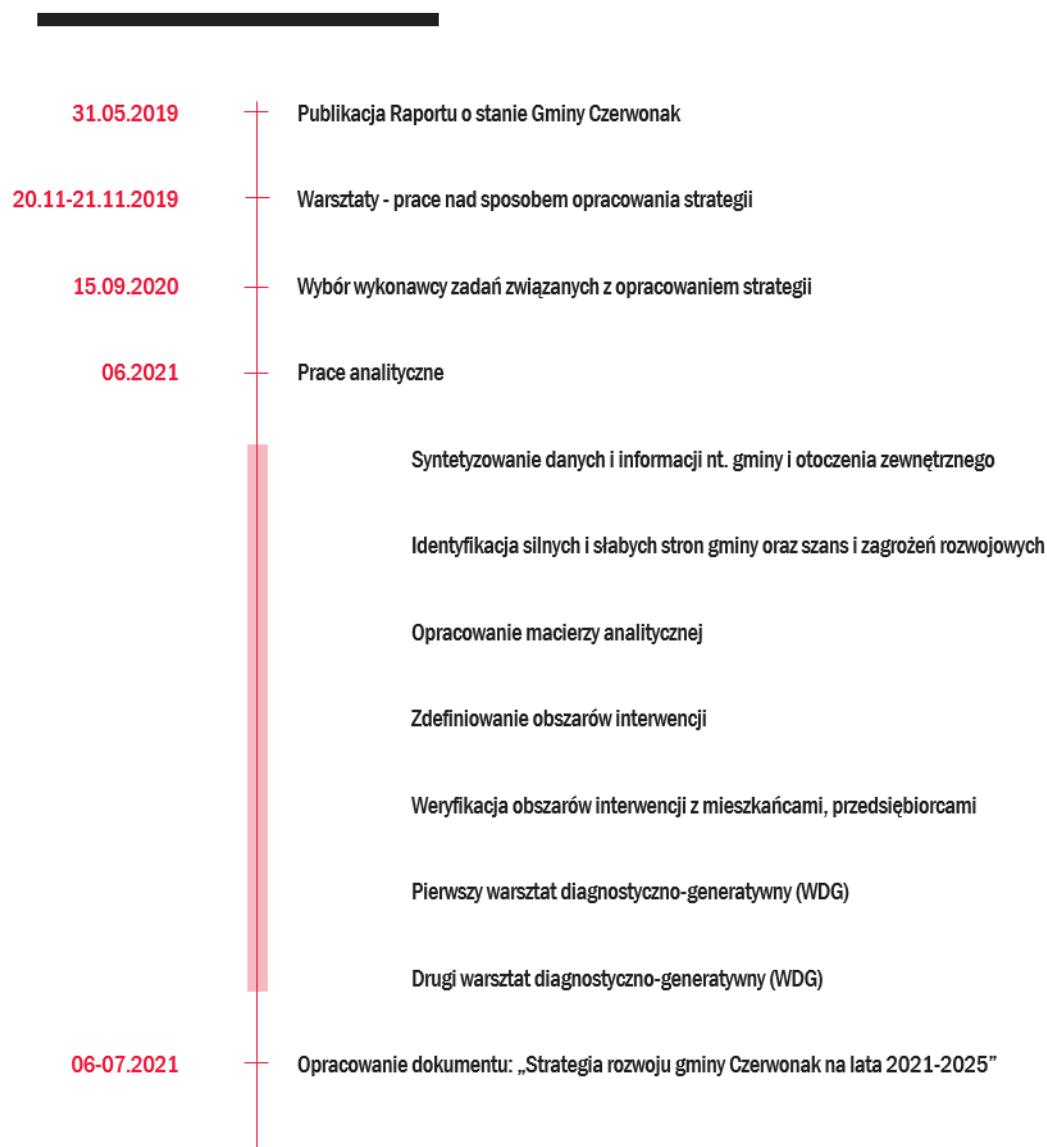 31.05.2019 Publikacja Raportu o stanie Gminy Czerwonak
20.11-21.11.2019 Warsztaty - prace nad sposobem opracowania strategii
15.09.2020 Wybór wykonawcy zadań związanych z opracowaniem strategii
06.2021 Prace analityczne
Syntetyzowanie danych i informacji nt. gminy i otoczenia zewnętrznego
Identyfikacja silnych i słabych stron gminy oraz szans i zagrożeń rozwojowych
Opracowanie macierzy analitycznej
Zdefiniowanie obszarów interwencji
Weryfikacja obszarów interwencji z mieszkańcami, przedsiębiorcami
Pierwszy warsztat diagnostyczno-generatywny (WDG)
Drugi warsztat diagnostyczno-generatywny (WDG)
06-07.2021 Opracowanie dokumentu: „Strategia rozwoju gminy Czerwonak na lata 2021-2025”